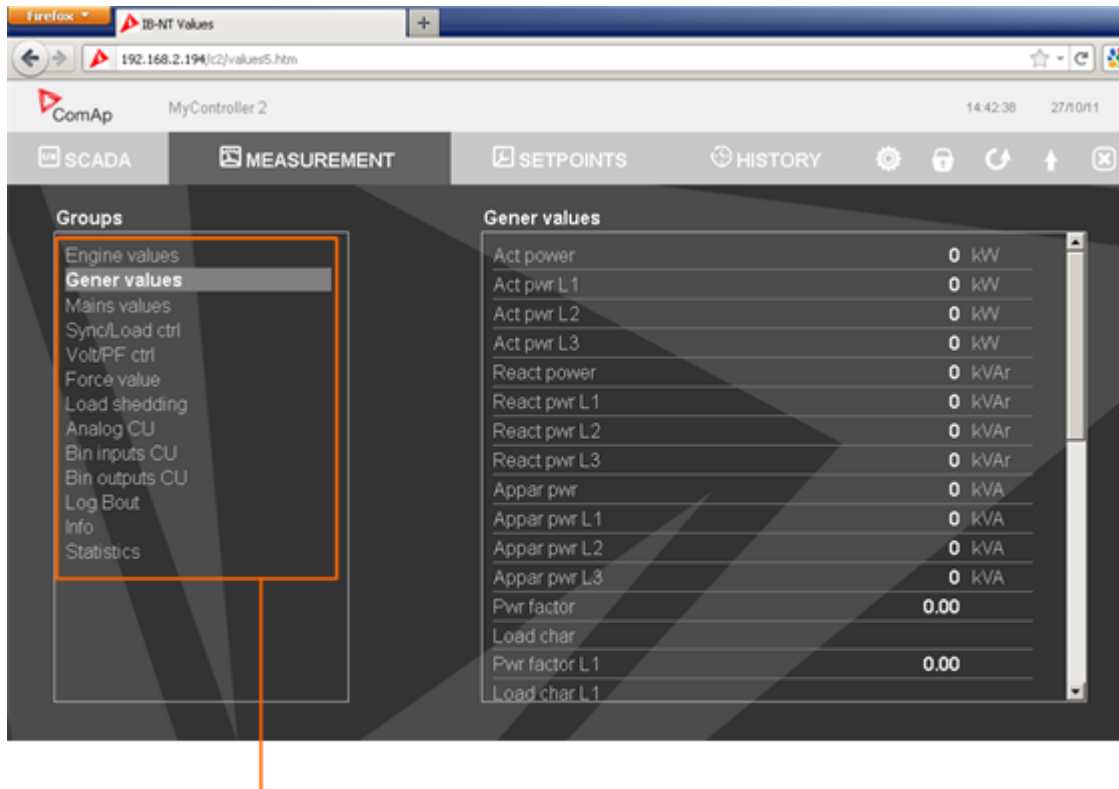 Firefox
IB-NT Values
192.168.2.194/c2/values5.htm
ComAp
MyController 2
14:42:38
27/10/11
SCADA
MEASUREMENT
SETPOINTS
HISTORY
Groups
Engine values
Gener values
Mains values
Sync/Load ctrl
Volt/PF ctrl
Force value
Load shedding
Analog CU
Bin inputs CU
Bin outputs CU
Log Bout
Info
Statistics
Gener values
Act power 0 kW
Act pwr L1 0 kW
Act pwr L2 0 kW
Act pwr L3 0 kW
React power 0 kVAr
React pwr L1 0 kVAr
React pwr L2 0 kVAr
React pwr L3 0 kVAr
Appar pwr 0 kVA
Appar pwr L1 0 kVA
Appar pwr L2 0 kVA
Appar pwr L3 0 kVA
Pwr factor 0.00
Load char
Pwr factor L1 0.00
Load char L1